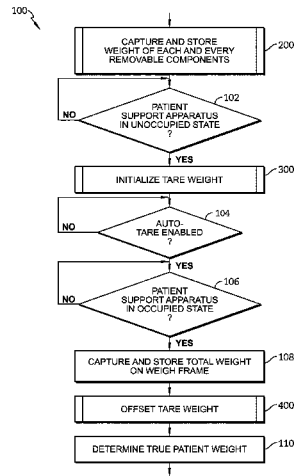 100
CAPTURE AND STORE
WEIGHT OF EACH AND EVERY
REMOVABLE COMPONENTS
200
102
PATIENT
SUPPORT APPARATUS
IN UNOCCUPIED STATE
?
NO
YES
INITIALIZE TARE WEIGHT
300
104
AUTO-
TARE ENABLED
?
NO
YES
106
PATIENT
SUPPORT APPARATUS
IN OCCUPIED STATE
?
NO
YES
CAPTURE AND STORE TOTAL WEIGHT
ON WEIGH FRAME
108
OFFSET TARE WEIGHT
400
DETERMINE TRUE PATIENT WEIGHT
110